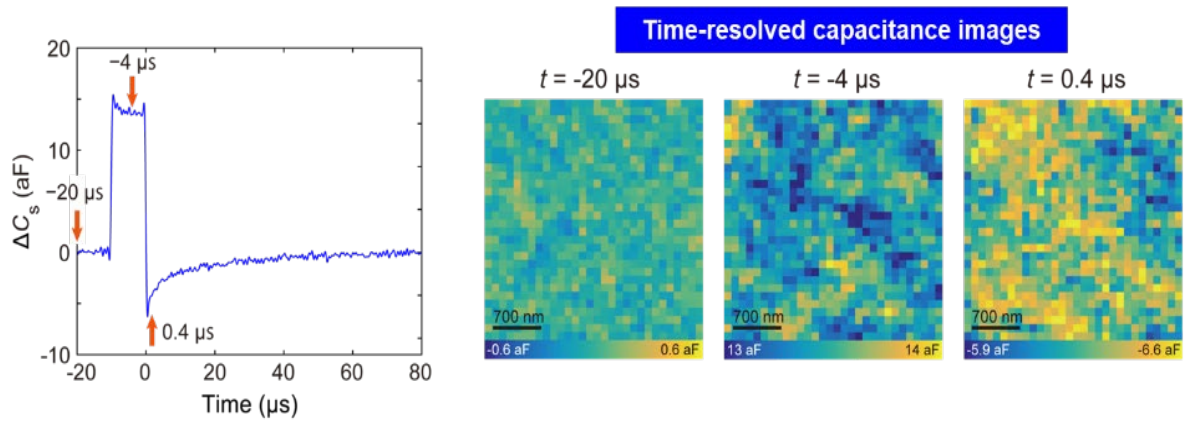 20
10
0
-10
ΔCs (aF)
−4 µs
−20 µs
0.4 µs
-20 0 20 40 60 80
Time (µs)
Time-resolved capacitance images
t = -20 µs t = -4 µs t = 0.4 µs
700 nm 700 nm 700 nm
-0.6 aF 0.6 aF 13 aF 14 aF -5.9 aF -6.6 aF